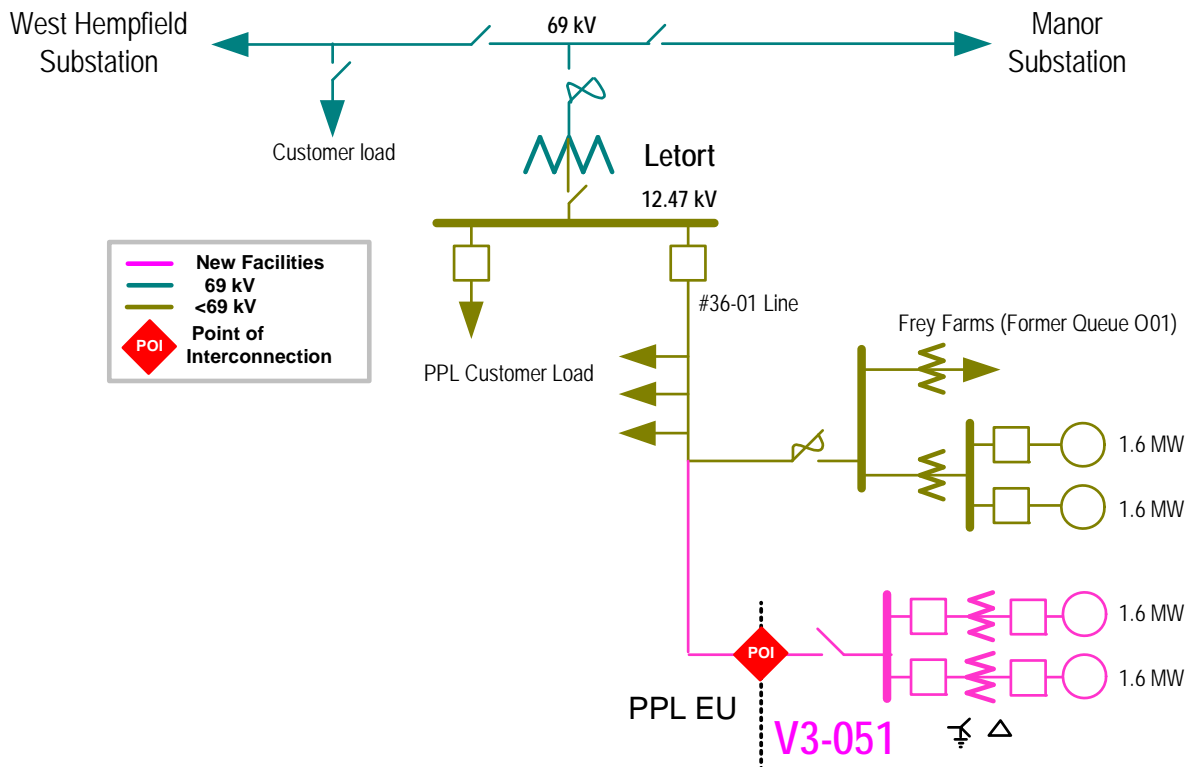 West Hempfield
Substation
69 kV
Manor
Substation
Customer load
Letort
12.47 kV
New Facilities
69 kV
<69 kV
POI
Point of
Interconnection
#36-01 Line
PPL Customer Load
Frey Farms (Former Queue O01)
1.6 MW
1.6 MW
1.6 MW
POI
1.6 MW
PPL EU
V3-051